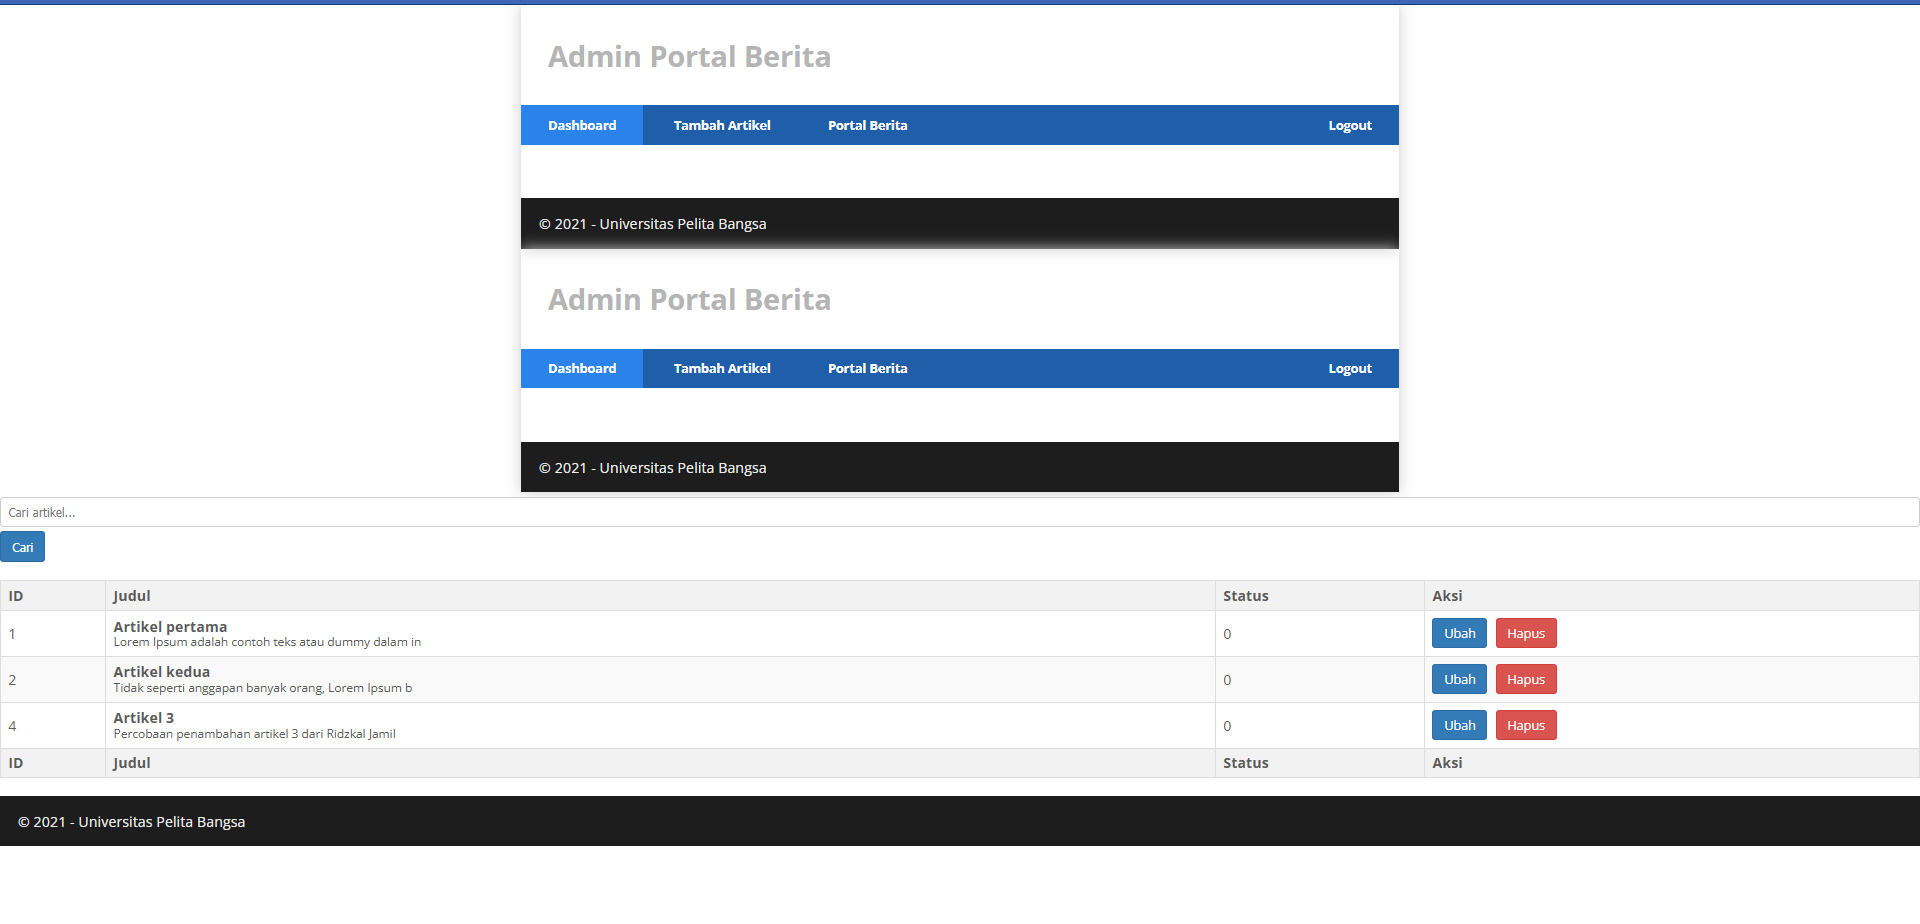 Admin Portal Berita
Dashboard Tambah Artikel Portal Berita Logout
© 2021 - Universitas Pelita Bangsa
Admin Portal Berita
Dashboard Tambah Artikel Portal Berita Logout
© 2021 - Universitas Pelita Bangsa
Cari artikel...
Cari
ID Judul Status Aksi
1 Artikel pertama 0 Ubah Hapus
Lorem Ipsum adalah contoh teks atau dummy dalam in
2 Artikel kedua 0 Ubah Hapus
Tidak seperti anggapan banyak orang, Lorem Ipsum b
4 Artikel 3 0 Ubah Hapus
Percobaan penambahan artikel 3 dari Ridzkal Jamil
ID Judul Status Aksi
© 2021 - Universitas Pelita Bangsa